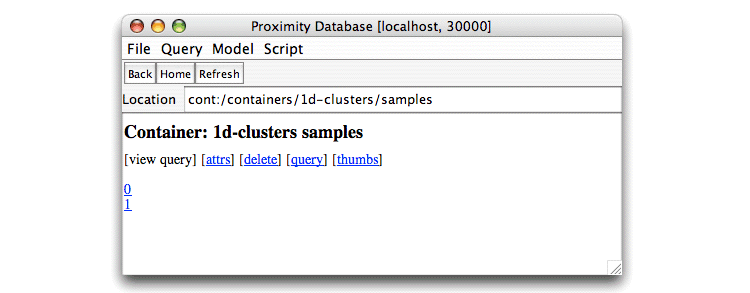 Proximity Database [localhost, 30000]
File Query Model Script
Back Home Refresh
Location cont:/containers/1d-clusters/samples
Container: 1d-clusters samples
[view query] [attrs] [delete] [query] [thumbs]
0
1